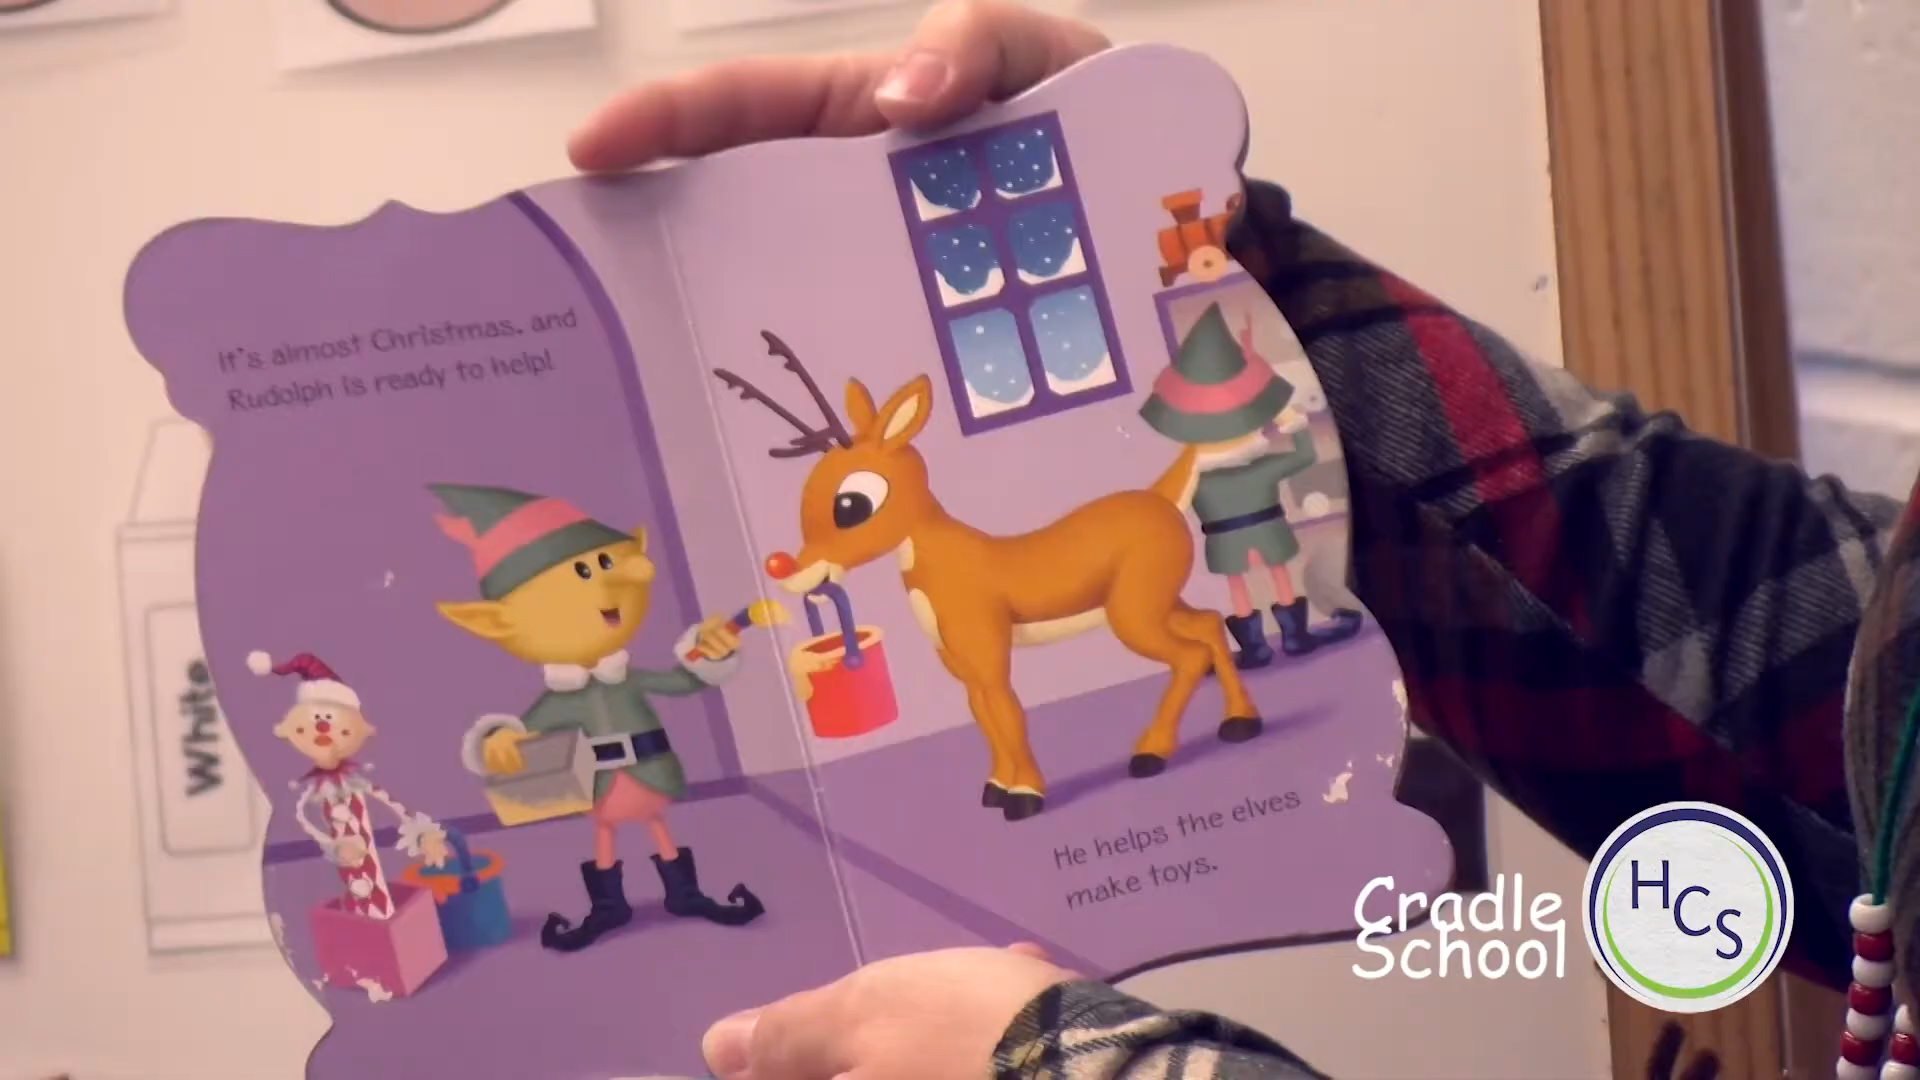 It's almost Christmas, and
Rudolph is ready to help!
He helps the elves
make toys.
White
Cradle
School
HCS